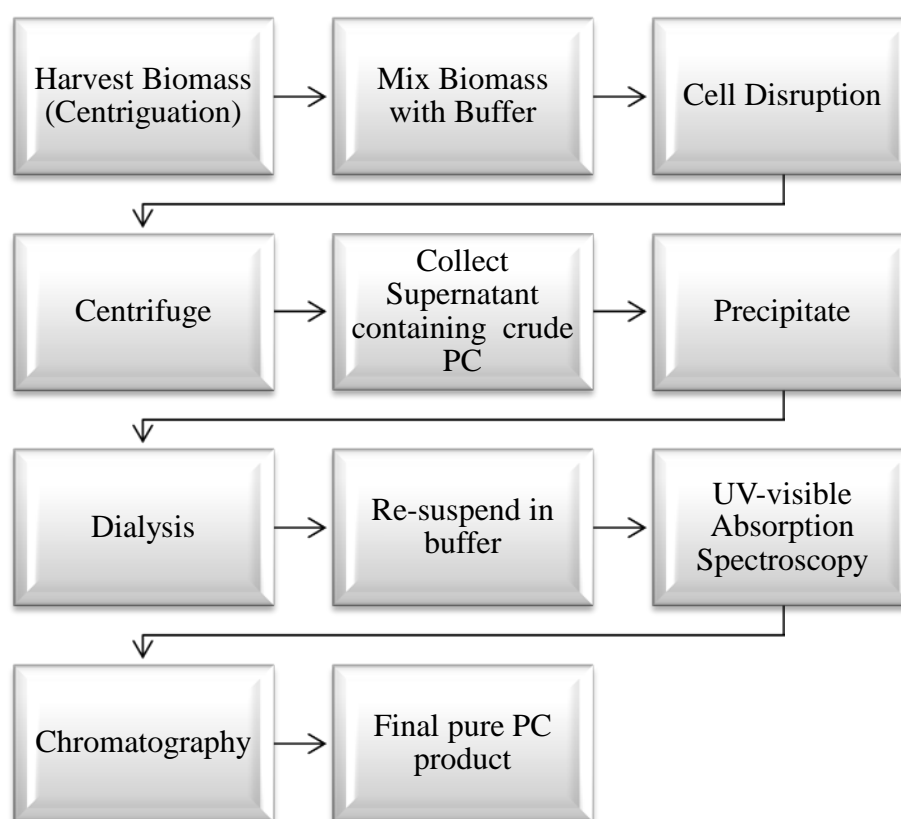 Harvest Biomass
(Centriguation)
Mix Biomass
with Buffer
Cell Disruption
Centrifuge
Collect
Supernatant
containing crude
PC
Precipitate
Dialysis
Re-suspend in
buffer
UV-visible
Absorption
Spectroscopy
Chromatography
Final pure PC
product